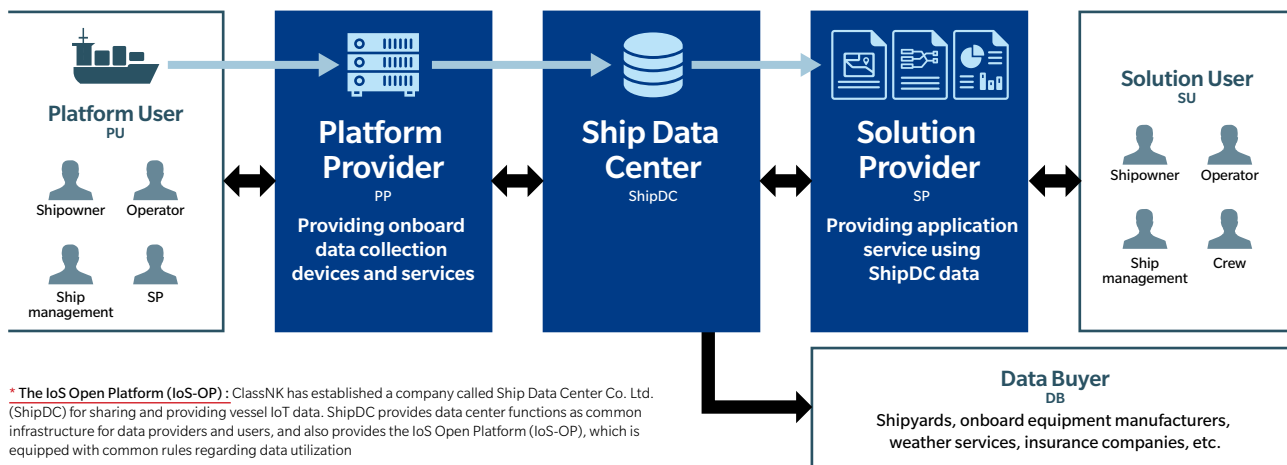 Platform User
PU
Shipowner
Operator
Ship
management
SP
Platform
Provider
PP
Providing onboard
data collection
devices and services
Ship Data
Center
ShipDC
Solution
Provider
SP
Providing application
service using
ShipDC data
Solution User
SU
Shipowner
Operator
Ship
management
Crew
Data Buyer
DB
Shipyards, onboard equipment manufacturers,
weather services, insurance companies, etc.
* The IoS Open Platform (IoS-OP) : ClassNK has established a company called Ship Data Center Co. Ltd.
(ShipDC) for sharing and providing vessel IoT data. ShipDC provides data center functions as common
infrastructure for data providers and users, and also provides the IoS Open Platform (IoS-OP), which is
equipped with common rules regarding data utilization